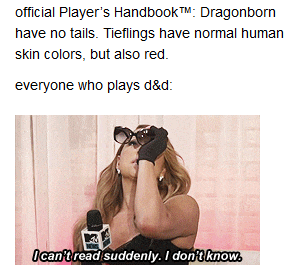 official Player's Handbook™: Dragonborn
have no tails. Tieflings have normal human
skin colors, but also red.
everyone who plays d&d:
I can't read suddenly. I don't know.